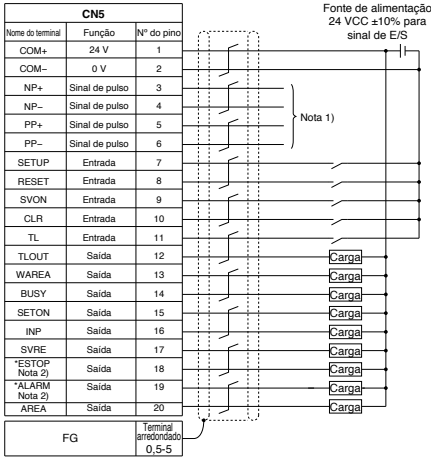 Fonte de alimentação
24 VCC ±10% para
sinal de E/S
CN5
Nome do terminal Função Nº do pino
COM+ 24 V 1
COM− 0 V 2
NP+ Sinal de pulso 3
NP− Sinal de pulso 4
PP+ Sinal de pulso 5
PP− Sinal de pulso 6
Nota 1)
SETUP Entrada 7
RESET Entrada 8
SVON Entrada 9
CLR Entrada 10
TL Entrada 11
TLOUT Saída 12 Carga
WAREA Saída 13 Carga
BUSY Saída 14 Carga
SETON Saída 15 Carga
INP Saída 16 Carga
SVRE Saída 17 Carga
*ESTOP
Nota 2) Saída 18 Carga
*ALARM
Nota 2) Saída 19 Carga
AREA Saída 20 Carga
FG Terminal
arredondado
0,5-5